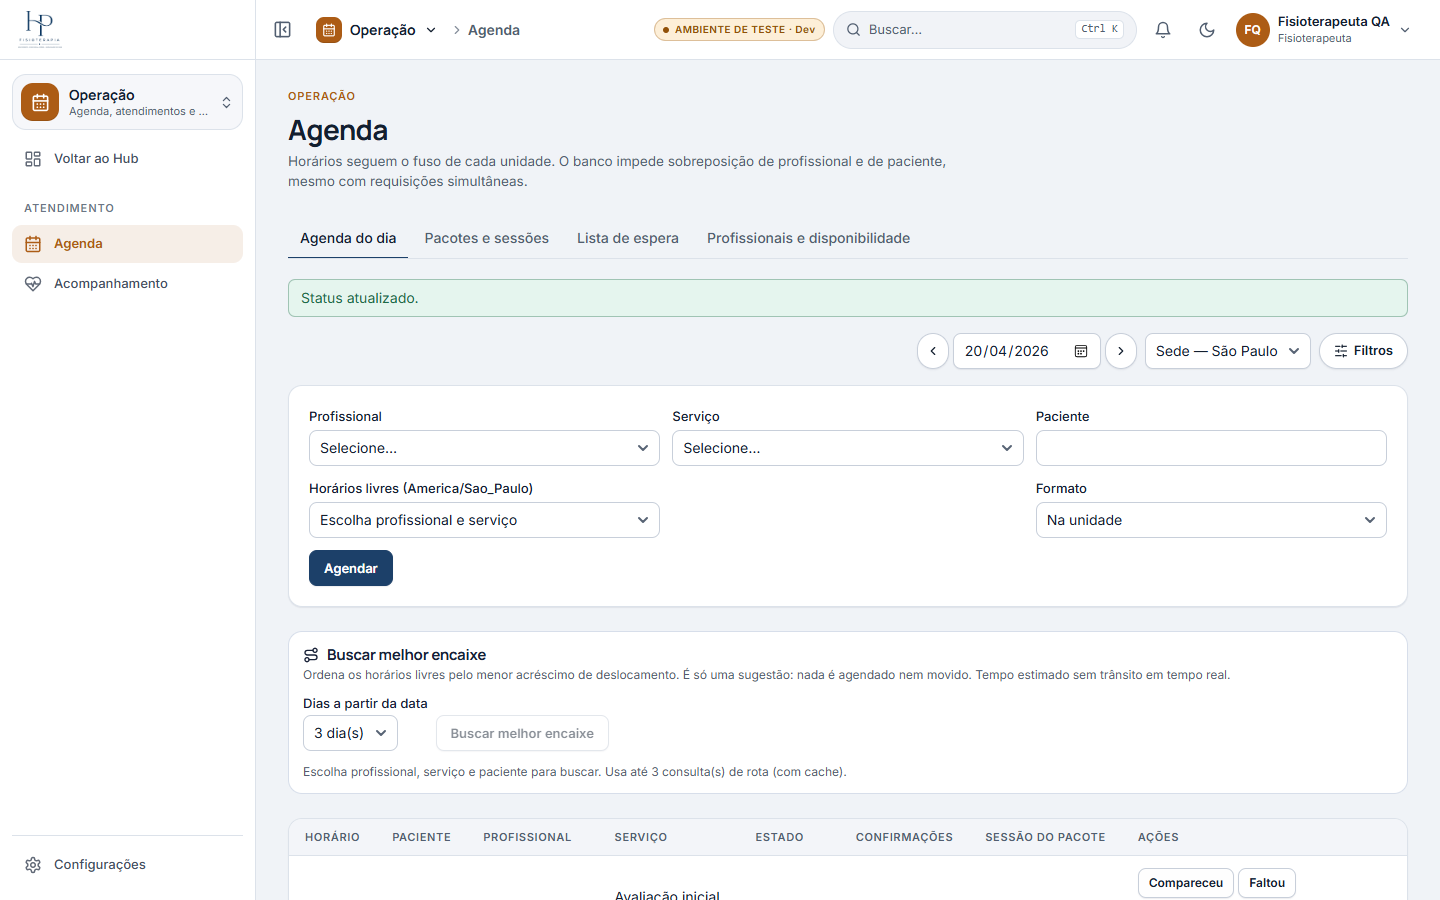 HP
FISIOTERAPIA
Operação
Agenda
AMBIENTE DE TESTE · Dev
Buscar...
Ctrl K
FQ
Fisioterapeuta QA
Fisioterapeuta
Operação
Agenda, atendimentos e ...
Voltar ao Hub
ATENDIMENTO
Agenda
Acompanhamento
Configurações
OPERAÇÃO
Agenda
Horários seguem o fuso de cada unidade. O banco impede sobreposição de profissional e de paciente,
mesmo com requisições simultâneas.
Agenda do dia
Pacotes e sessões
Lista de espera
Profissionais e disponibilidade
Status atualizado.
20/04/2026
Sede — São Paulo
Filtros
Profissional
Serviço
Paciente
Selecione...
Selecione...
Horários livres (America/Sao_Paulo)
Formato
Escolha profissional e serviço
Na unidade
Agendar
Buscar melhor encaixe
Ordena os horários livres pelo menor acréscimo de deslocamento. É só uma sugestão: nada é agendado nem movido. Tempo estimado sem trânsito em tempo real.
Dias a partir da data
3 dia(s)
Buscar melhor encaixe
Escolha profissional, serviço e paciente para buscar. Usa até 3 consulta(s) de rota (com cache).
HORÁRIO
PACIENTE
PROFISSIONAL
SERVIÇO
ESTADO
CONFIRMAÇÕES
SESSÃO DO PACOTE
AÇÕES
Compareceu
Faltou
Avaliação inicial